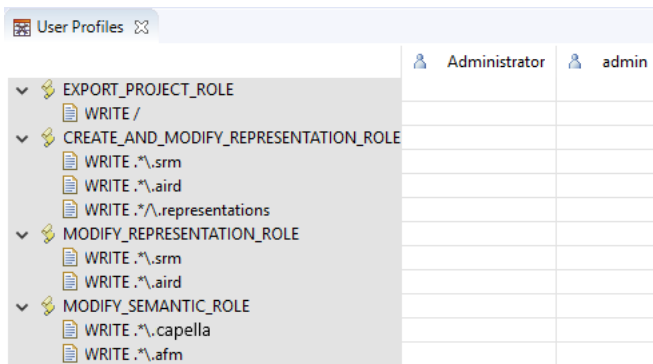 User Profiles
Administrator admin
EXPORT_PROJECT_ROLE
WRITE /
CREATE_AND_MODIFY_REPRESENTATION_ROLE
WRITE .*\.srm
WRITE .*\.aird
WRITE .*/\.representations
MODIFY_REPRESENTATION_ROLE
WRITE .*\.srm
WRITE .*\.aird
MODIFY_SEMANTIC_ROLE
WRITE .*\.capella
WRITE .*\.afm